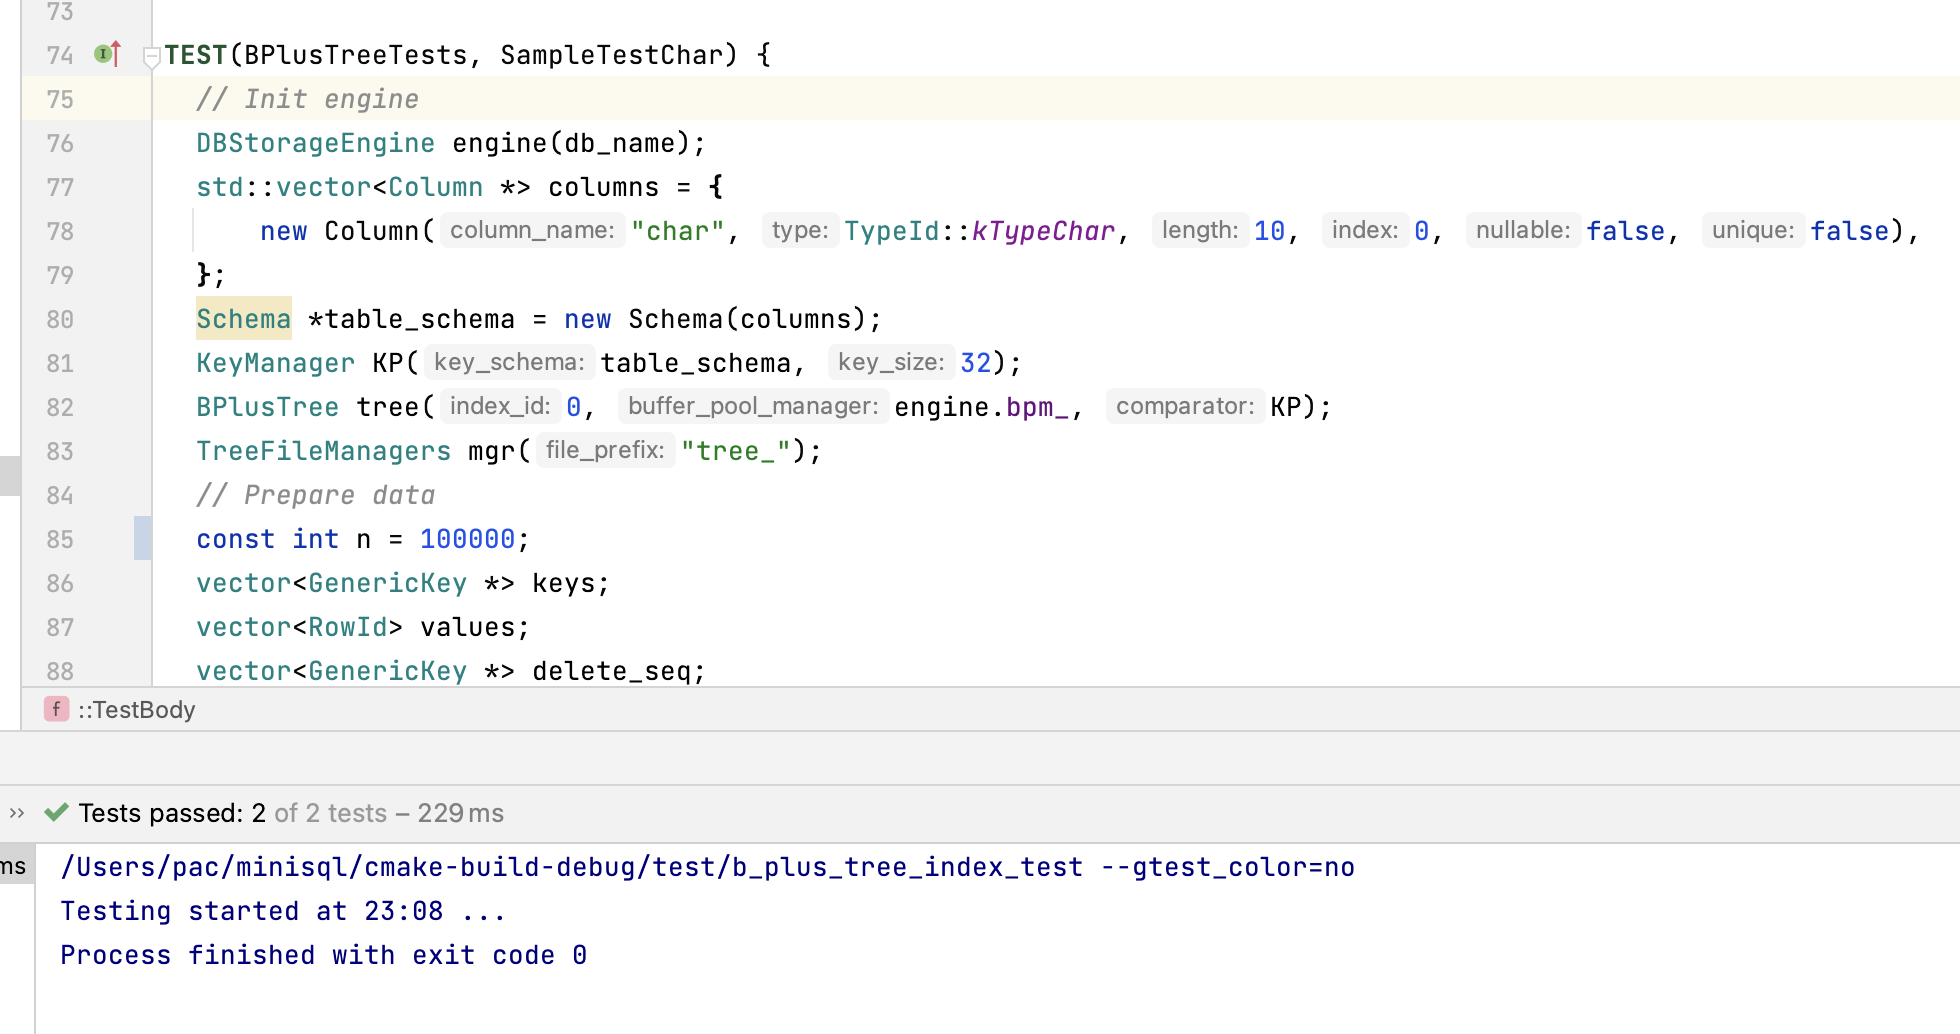 73
74 TEST(BPlusTreeTests, SampleTestChar) {
75 // Init engine
76 DBStorageEngine engine(db_name);
77 std::vector<Column *> columns = {
78 new Column( column_name: "char", type: TypeId::kTypeChar, length: 10, index: 0, nullable: false, unique: false),
79 };
80 Schema *table_schema = new Schema(columns);
81 KeyManager KP( key_schema: table_schema, key_size: 32);
82 BPlusTree tree( index_id: 0, buffer_pool_manager: engine.bpm_, comparator: KP);
83 TreeFileManagers mgr( file_prefix: "tree_");
84 // Prepare data
85 const int n = 100000;
86 vector<GenericKey *> keys;
87 vector<RowId> values;
88 vector<GenericKey *> delete_seq;
f ::TestBody
>> Tests passed: 2 of 2 tests – 229 ms
ms /Users/pac/minisql/cmake-build-debug/test/b_plus_tree_index_test --gtest_color=no
Testing started at 23:08 ...
Process finished with exit code 0